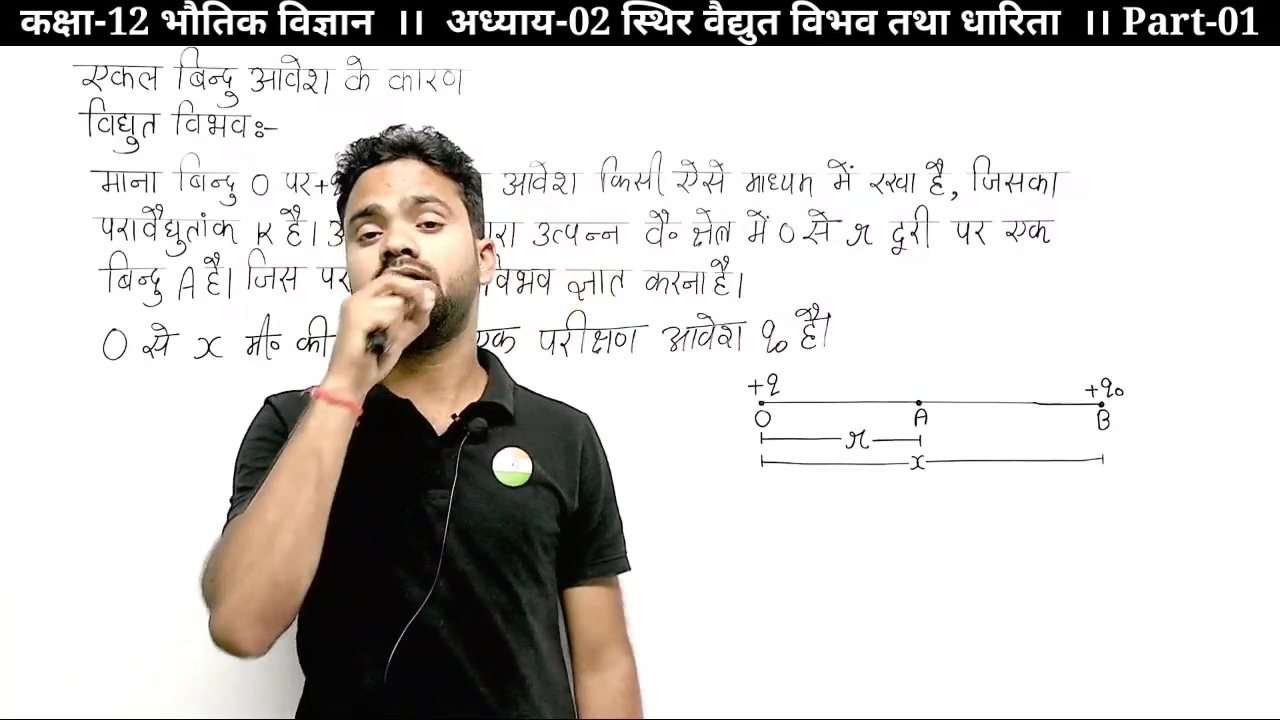 कक्षा-12 भौतिक विज्ञान ।। अध्याय-02 स्थिर वैद्युत विभव तथा धारिता ।। Part-01
एकल बिन्दु आवेश के कारण
विद्युत विभवः-
माना बिन्दु O पर +q आवेश किसी ऐसे माध्यम में रखा है, जिसका
परावैद्युतांक K है। उत्पन्न वै० क्षेत्र में O से r दूरी पर एक
बिन्दु A है। जिस पर विभव ज्ञात करना है।
O से x मी० की एक परीक्षण आवेश q₀ है।
+q +q₀
O A B
r
x